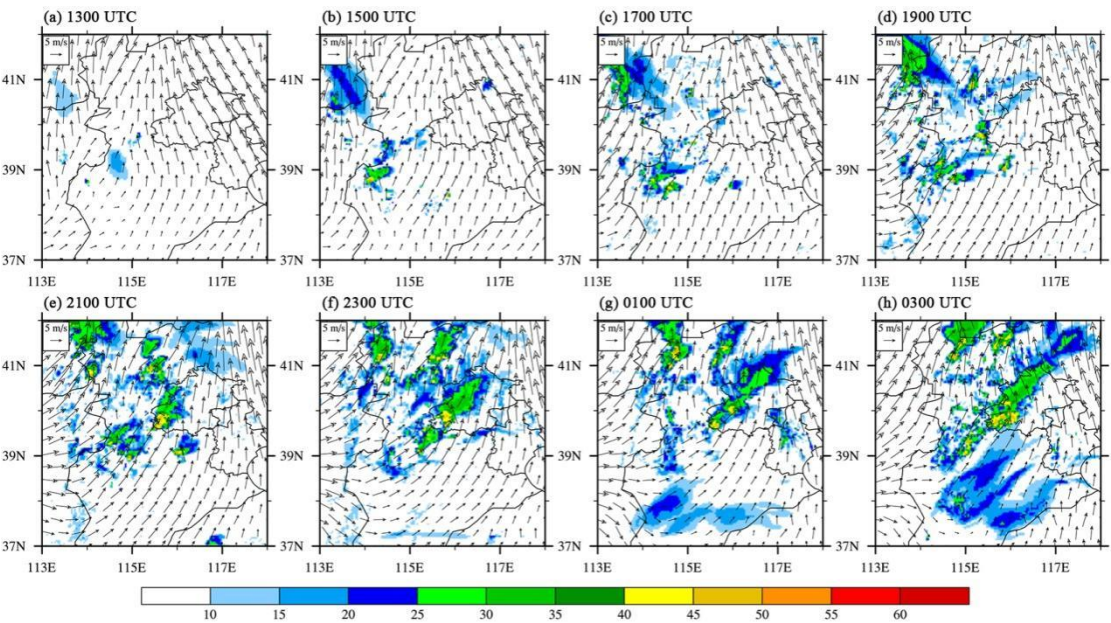 (a) 1300 UTC (b) 1500 UTC (c) 1700 UTC (d) 1900 UTC
5 m/s 5 m/s 5 m/s 5 m/s
41N 41N 41N 41N
39N 39N 39N 39N
37N 37N 37N 37N
113E 115E 117E 113E 115E 117E 113E 115E 117E 113E 115E 117E
(e) 2100 UTC (f) 2300 UTC (g) 0100 UTC (h) 0300 UTC
5 m/s 5 m/s 5 m/s 5 m/s
41N 41N 41N 41N
39N 39N 39N 39N
37N 37N 37N 37N
113E 115E 117E 113E 115E 117E 113E 115E 117E 113E 115E 117E
10 15 20 25 30 35 40 45 50 55 60